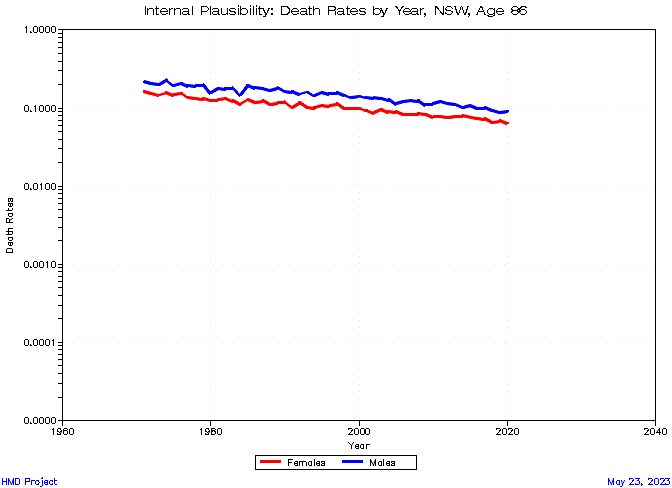 Internal Plausibility: Death Rates by Year, NSW, Age 86
1.0000
0.1000
0.0100
0.0010
0.0001
0.0000
Death Rates
1960 1980 2000 2020 2040
Year
Females Males
HMD Project May 23, 2023